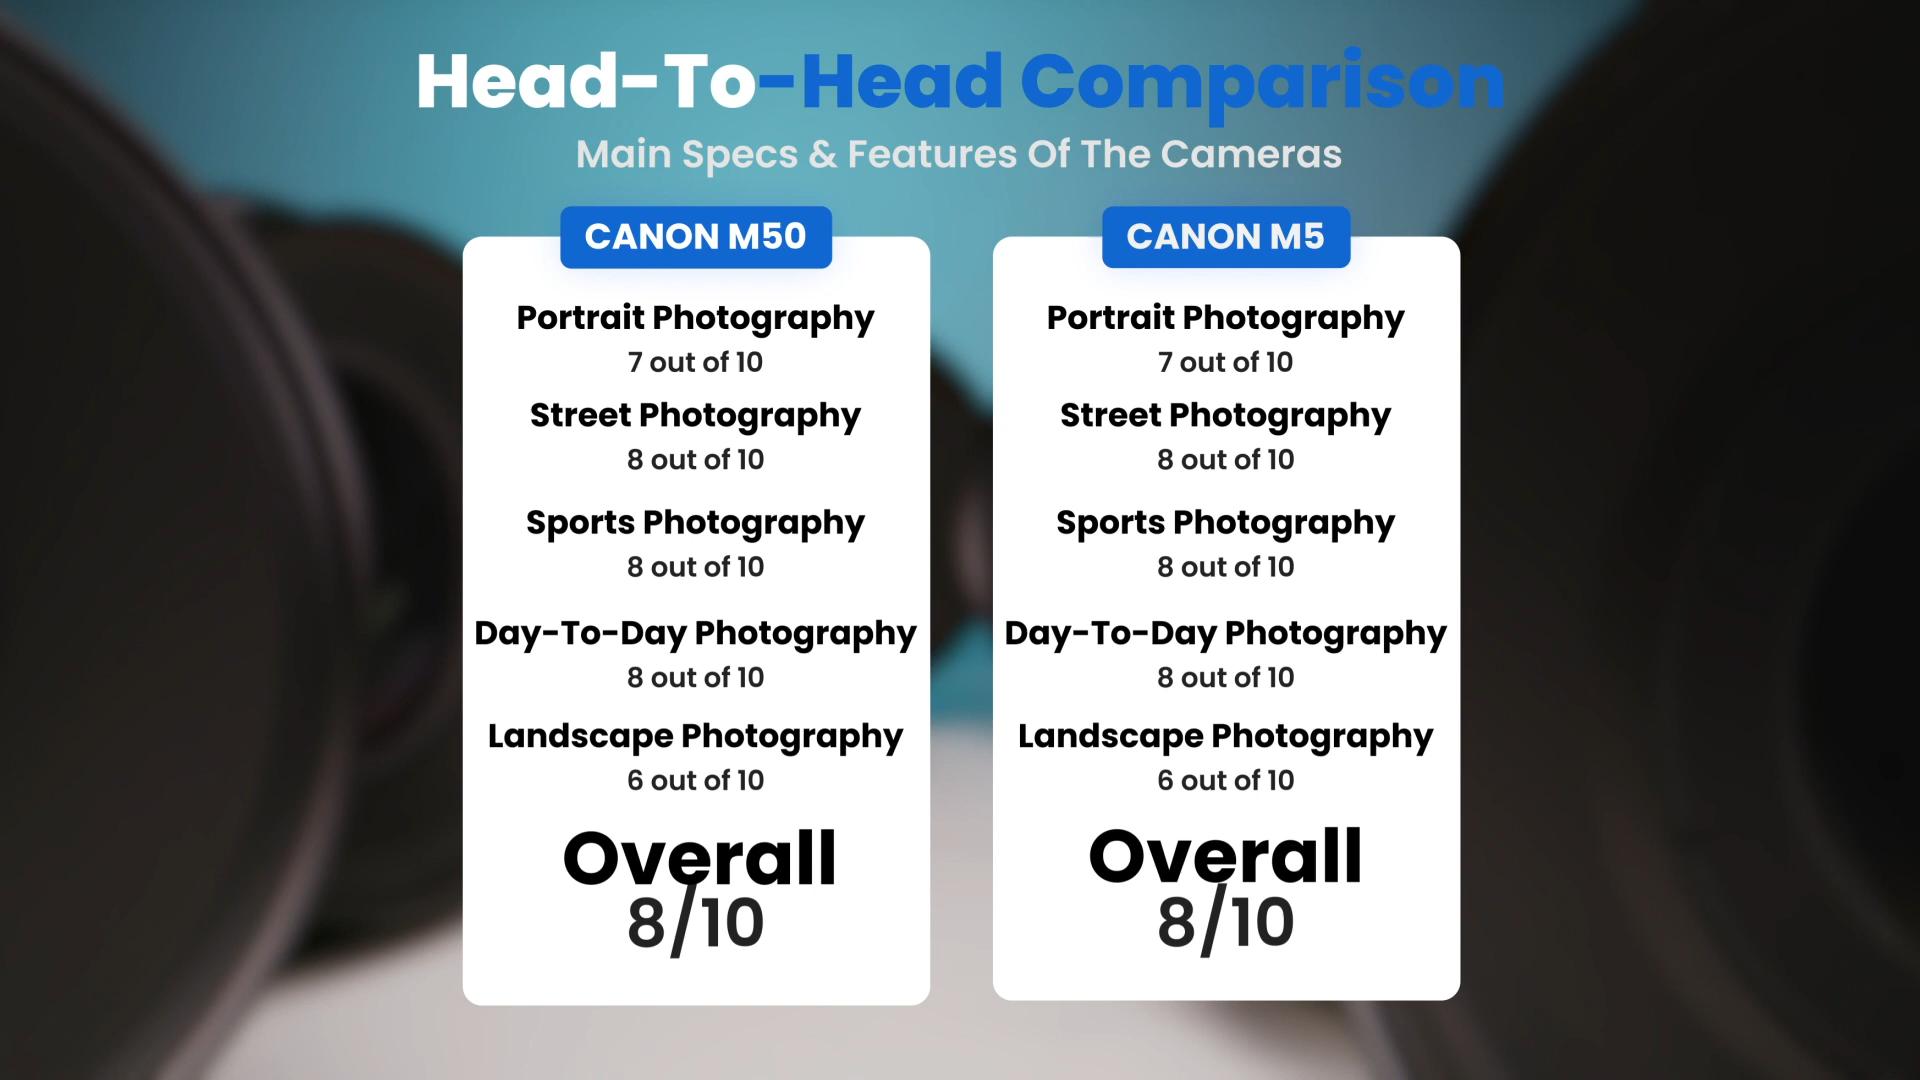 Head-To-Head Comparison
Main Specs & Features Of The Cameras
CANON M50
Portrait Photography
7 out of 10
Street Photography
8 out of 10
Sports Photography
8 out of 10
Day-To-Day Photography
8 out of 10
Landscape Photography
6 out of 10
Overall
8/10
CANON M5
Portrait Photography
7 out of 10
Street Photography
8 out of 10
Sports Photography
8 out of 10
Day-To-Day Photography
8 out of 10
Landscape Photography
6 out of 10
Overall
8/10